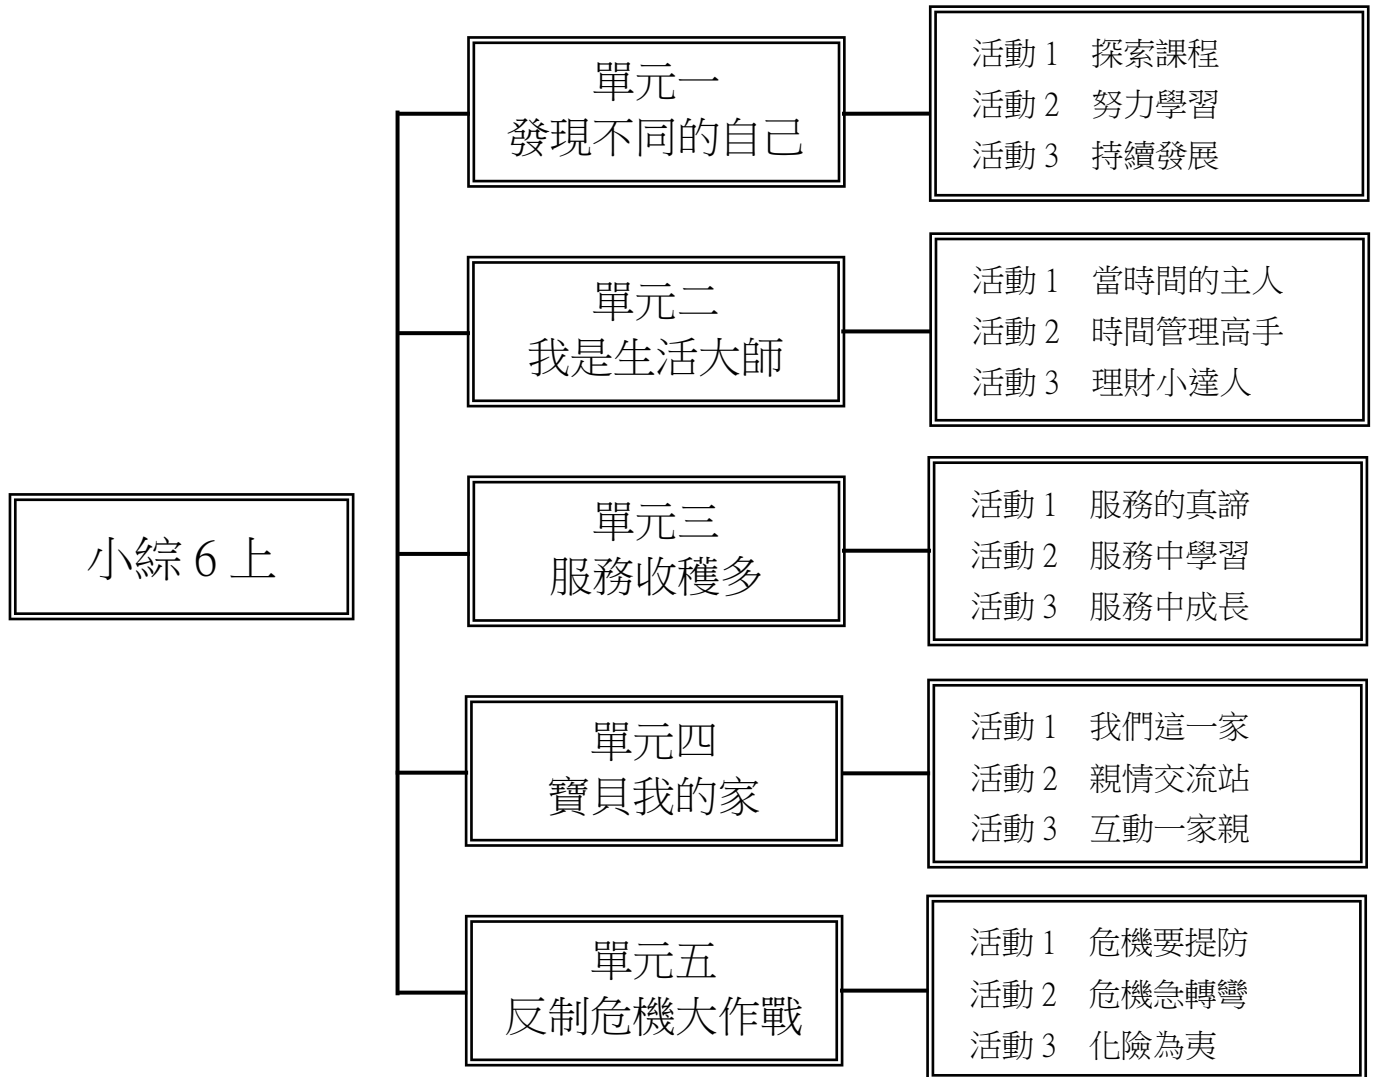 小綜 6 上
單元一
發現不同的自己
活動 1 探索課程
活動 2 努力學習
活動 3 持續發展
單元二
我是生活大師
活動 1 當時間的主人
活動 2 時間管理高手
活動 3 理財小達人
單元三
服務收穫多
活動 1 服務的真諦
活動 2 服務中學習
活動 3 服務中成長
單元四
寶貝我的家
活動 1 我們這一家
活動 2 親情交流站
活動 3 互動一家親
單元五
反制危機大作戰
活動 1 危機要提防
活動 2 危機急轉彎
活動 3 化險為夷